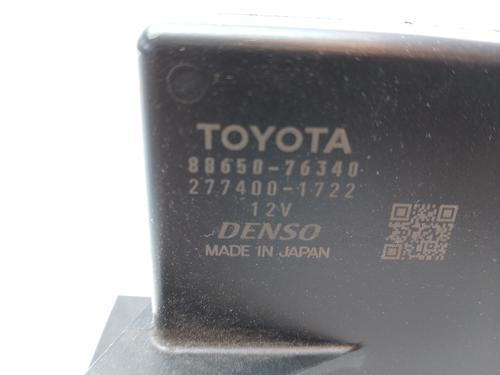 TOYOTA
88650-76340
277400-1722
12V
DENSO
MADE IN JAPAN